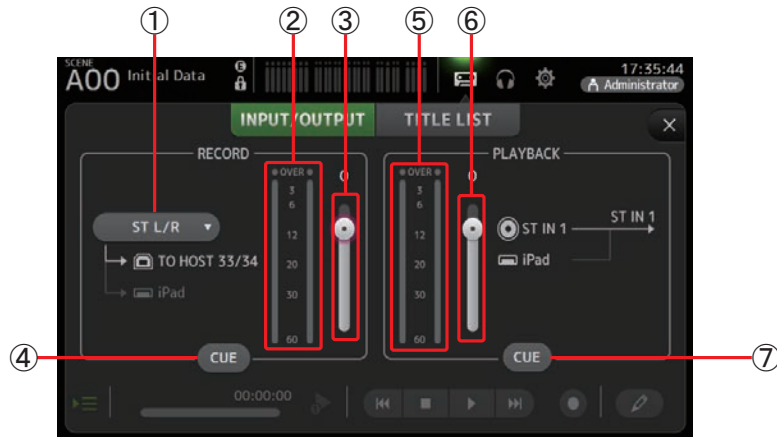 ① ② ③ ⑤ ⑥
SCENE
A00 Initial Data
E
17:35:44
Administrator
INPUT/OUTPUT TITLE LIST
RECORD
OVER
3
6
12
20
30
60
0
ST L/R
TO HOST 33/34
iPad
CUE
PLAYBACK
OVER
3
6
12
20
30
60
0
ST IN 1
ST IN 1
iPad
CUE
④ ⑦
00:00:00